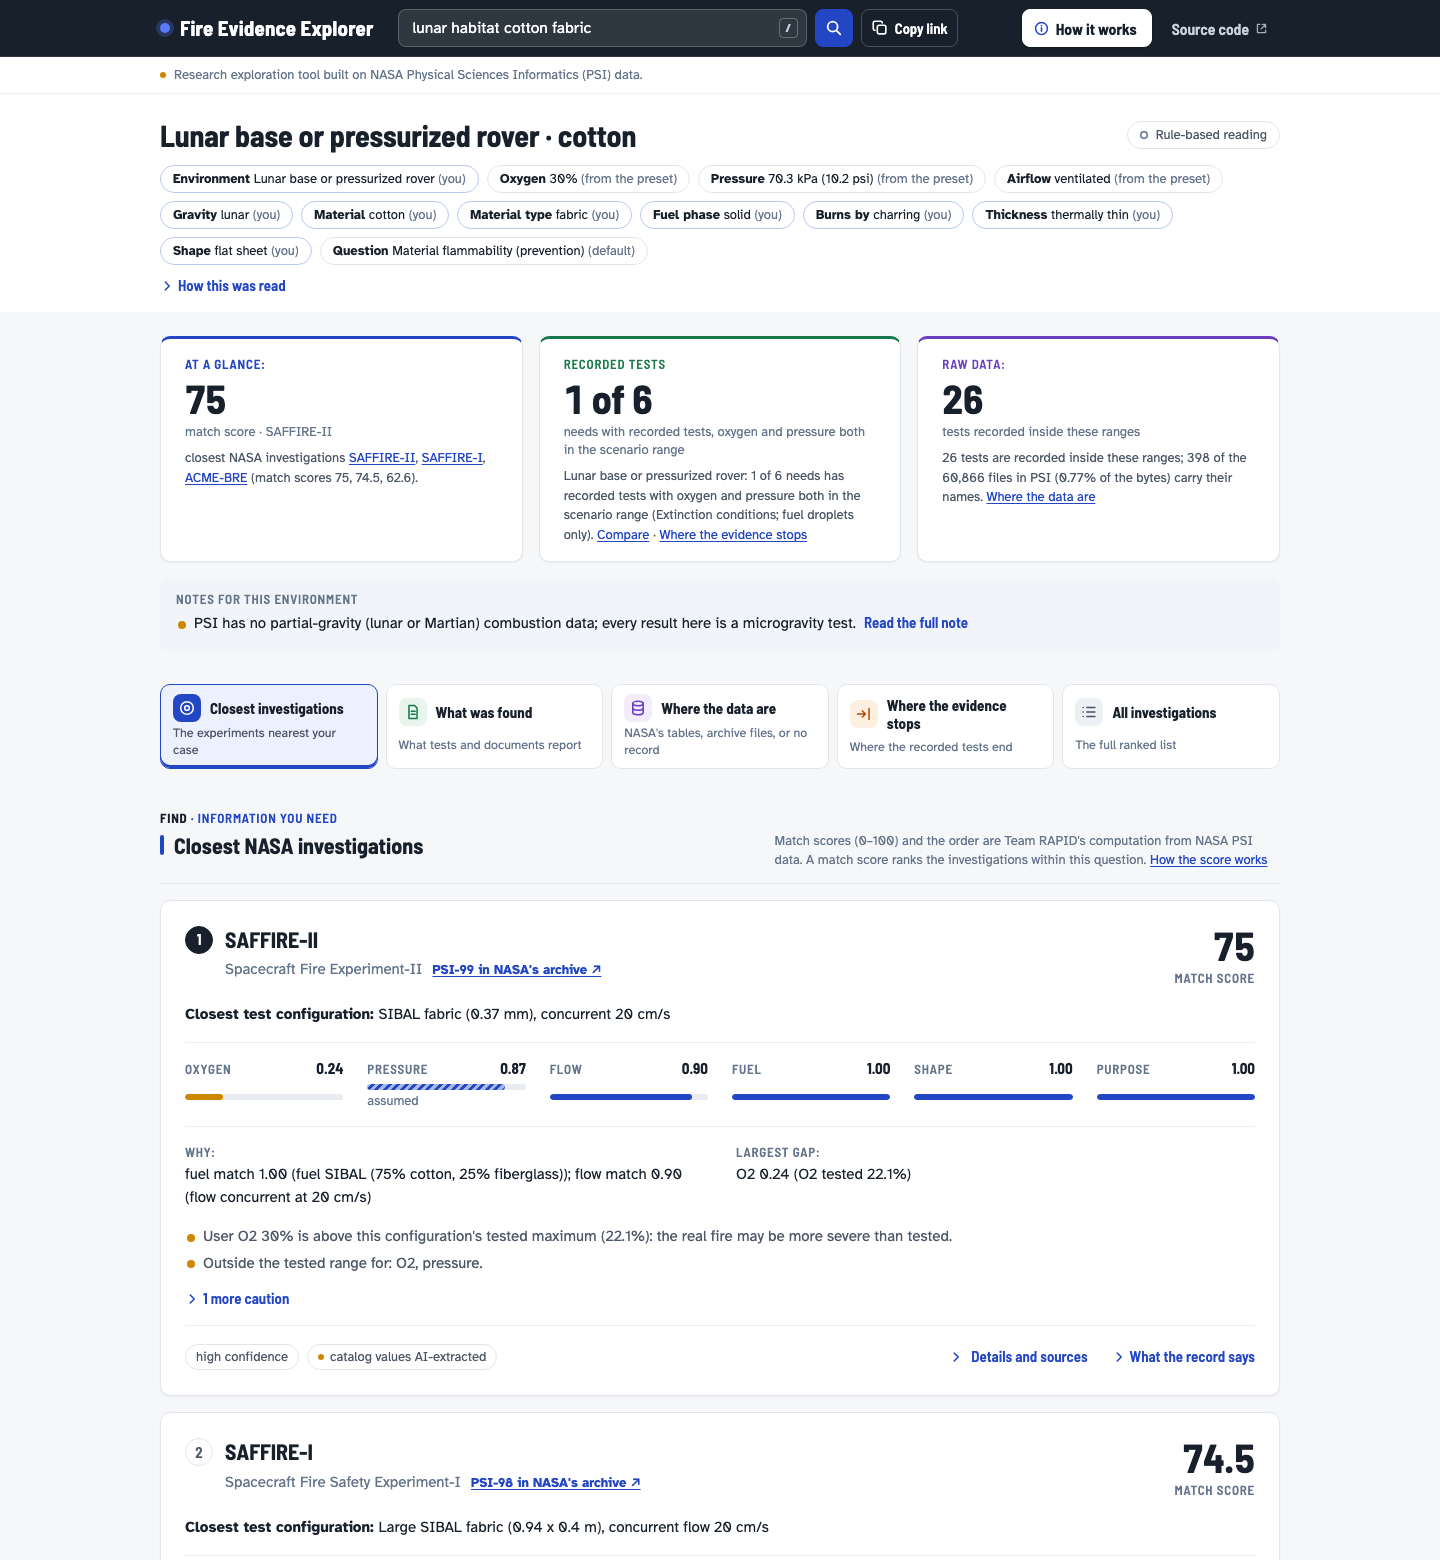 Fire Evidence Explorer
lunar habitat cotton fabric
/
Copy link
How it works
Source code
Research exploration tool built on NASA Physical Sciences Informatics (PSI) data.
Lunar base or pressurized rover · cotton
Rule-based reading
Environment Lunar base or pressurized rover (you)
Oxygen 30% (from the preset)
Pressure 70.3 kPa (10.2 psi) (from the preset)
Airflow ventilated (from the preset)
Gravity lunar (you)
Material cotton (you)
Material type fabric (you)
Fuel phase solid (you)
Burns by charring (you)
Thickness thermally thin (you)
Shape flat sheet (you)
Question Material flammability (prevention) (default)
How this was read
AT A GLANCE:
75
match score · SAFFIRE-II
closest NASA investigations SAFFIRE-II, SAFFIRE-I,
ACME-BRE (match scores 75, 74.5, 62.6).
RECORDED TESTS
1 of 6
needs with recorded tests, oxygen and pressure both
in the scenario range
Lunar base or pressurized rover: 1 of 6 needs has
recorded tests with oxygen and pressure both in the
scenario range (Extinction conditions; fuel droplets
only). Compare · Where the evidence stops
RAW DATA:
26
tests recorded inside these ranges
26 tests are recorded inside these ranges; 398 of the
60,866 files in PSI (0.77% of the bytes) carry their
names. Where the data are
NOTES FOR THIS ENVIRONMENT
PSI has no partial-gravity (lunar or Martian) combustion data; every result here is a microgravity test. Read the full note
Closest investigations
The experiments nearest your
case
What was found
What tests and documents report
Where the data are
NASA's tables, archive files, or no
record
Where the evidence
stops
Where the recorded tests end
All investigations
The full ranked list
FIND · INFORMATION YOU NEED
Closest NASA investigations
Match scores (0–100) and the order are Team RAPID's computation from NASA PSI
data. A match score ranks the investigations within this question. How the score works
1
SAFFIRE-II
Spacecraft Fire Experiment-II PSI-99 in NASA's archive ↗
75
MATCH SCORE
Closest test configuration: SIBAL fabric (0.37 mm), concurrent 20 cm/s
OXYGEN 0.24
PRESSURE 0.87
assumed
FLOW 0.90
FUEL 1.00
SHAPE 1.00
PURPOSE 1.00
WHY:
fuel match 1.00 (fuel SIBAL (75% cotton, 25% fiberglass)); flow match 0.90
(flow concurrent at 20 cm/s)
LARGEST GAP:
O2 0.24 (O2 tested 22.1%)
User O2 30% is above this configuration's tested maximum (22.1%): the real fire may be more severe than tested.
Outside the tested range for: O2, pressure.
1 more caution
high confidence
catalog values AI-extracted
Details and sources
What the record says
2
SAFFIRE-I
Spacecraft Fire Safety Experiment-I PSI-98 in NASA's archive ↗
74.5
MATCH SCORE
Closest test configuration: Large SIBAL fabric (0.94 x 0.4 m), concurrent flow 20 cm/s